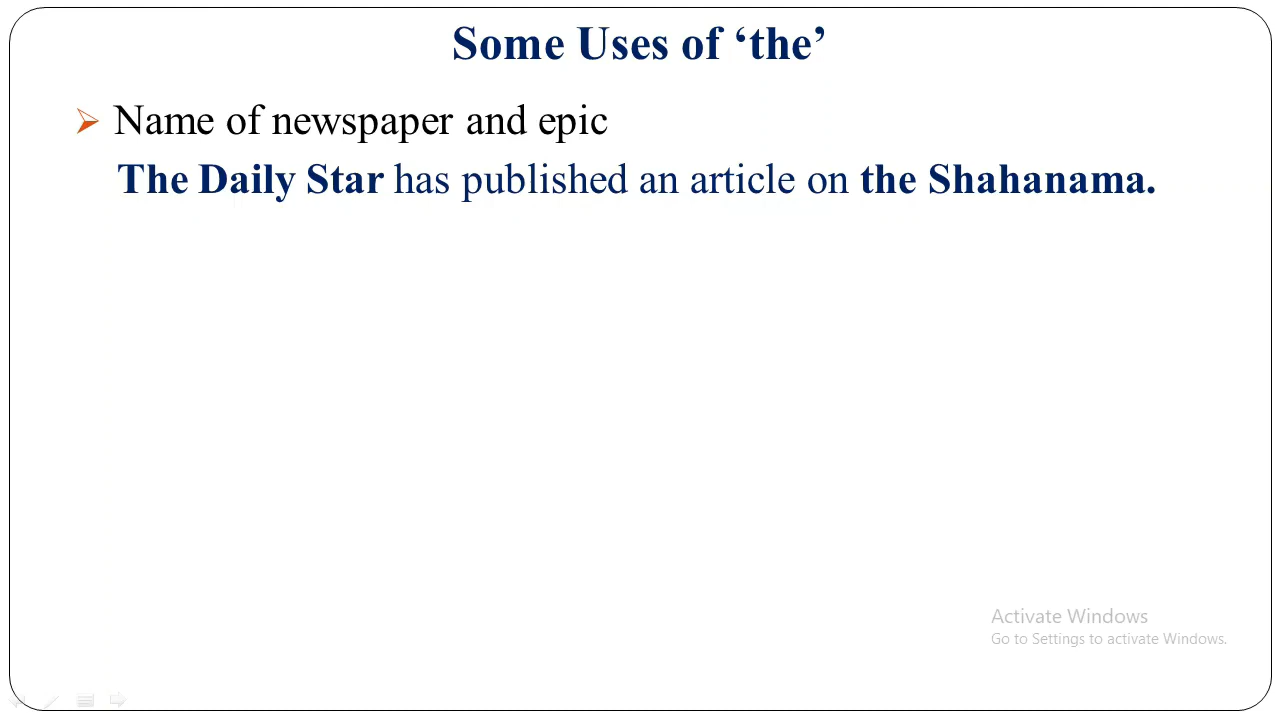 Some Uses of ‘the’
Name of newspaper and epic
The Daily Star has published an article on the Shahanama.
Activate Windows
Go to Settings to activate Windows.